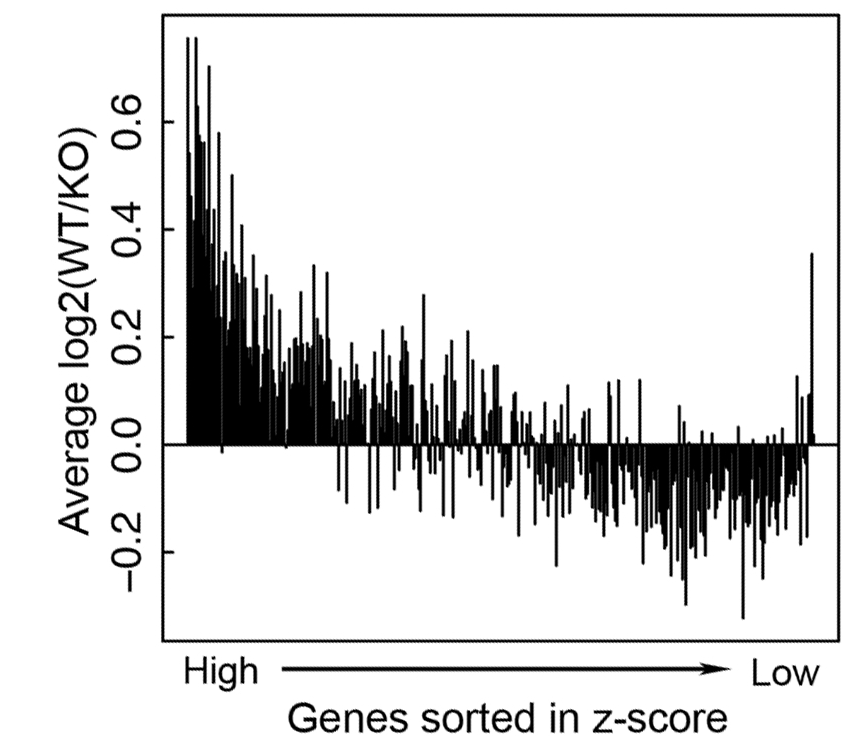 Average log2(WT/KO)
0.6
0.4
0.2
0.0
−0.2
High
Low
Genes sorted in z-score